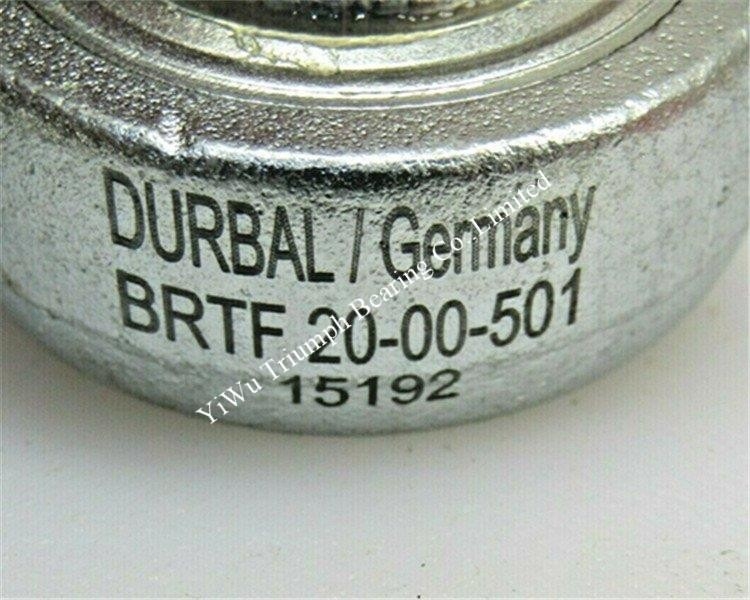 DURBAL / Germany
BRTF 20-00-501
15192
YiWu Triumph Bearing Co.,Limited